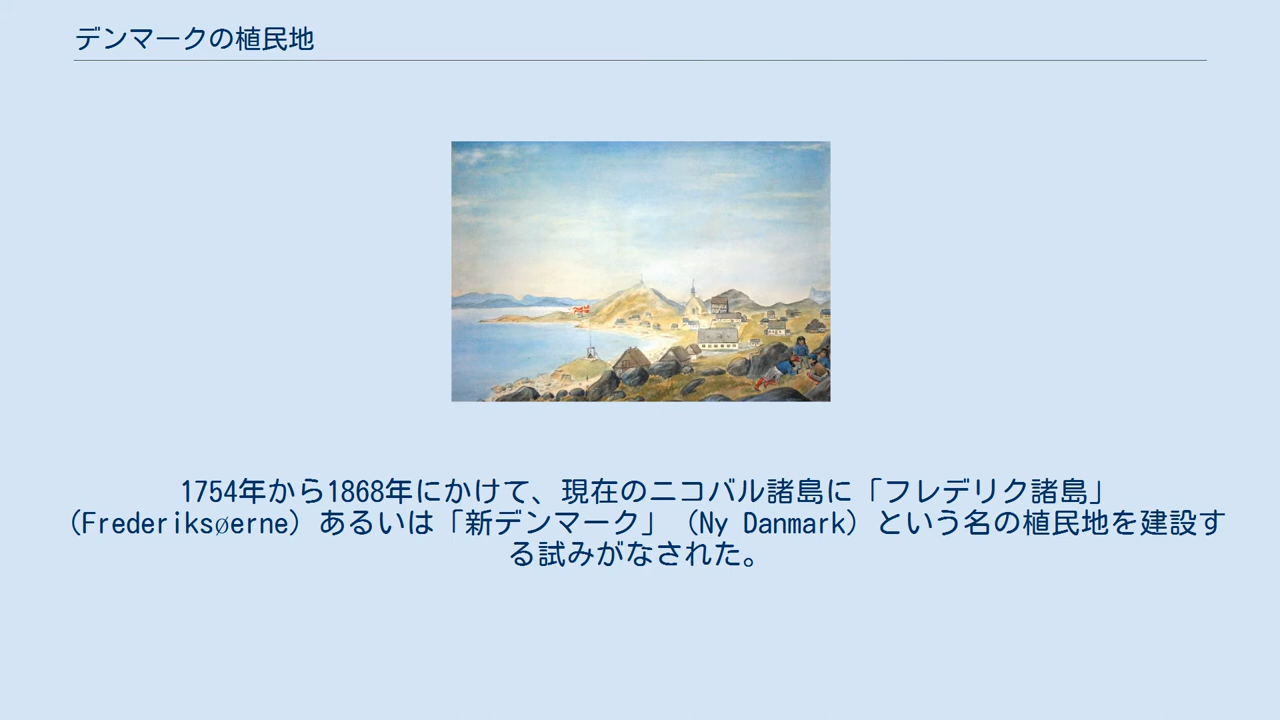 デンマークの植民地
1754年から1868年にかけて、現在のニコバル諸島に「フレデリク諸島」
（Frederiksøerne）あるいは「新デンマーク」（Ny Danmark）という名の植民地を建設す
る試みがなされた。